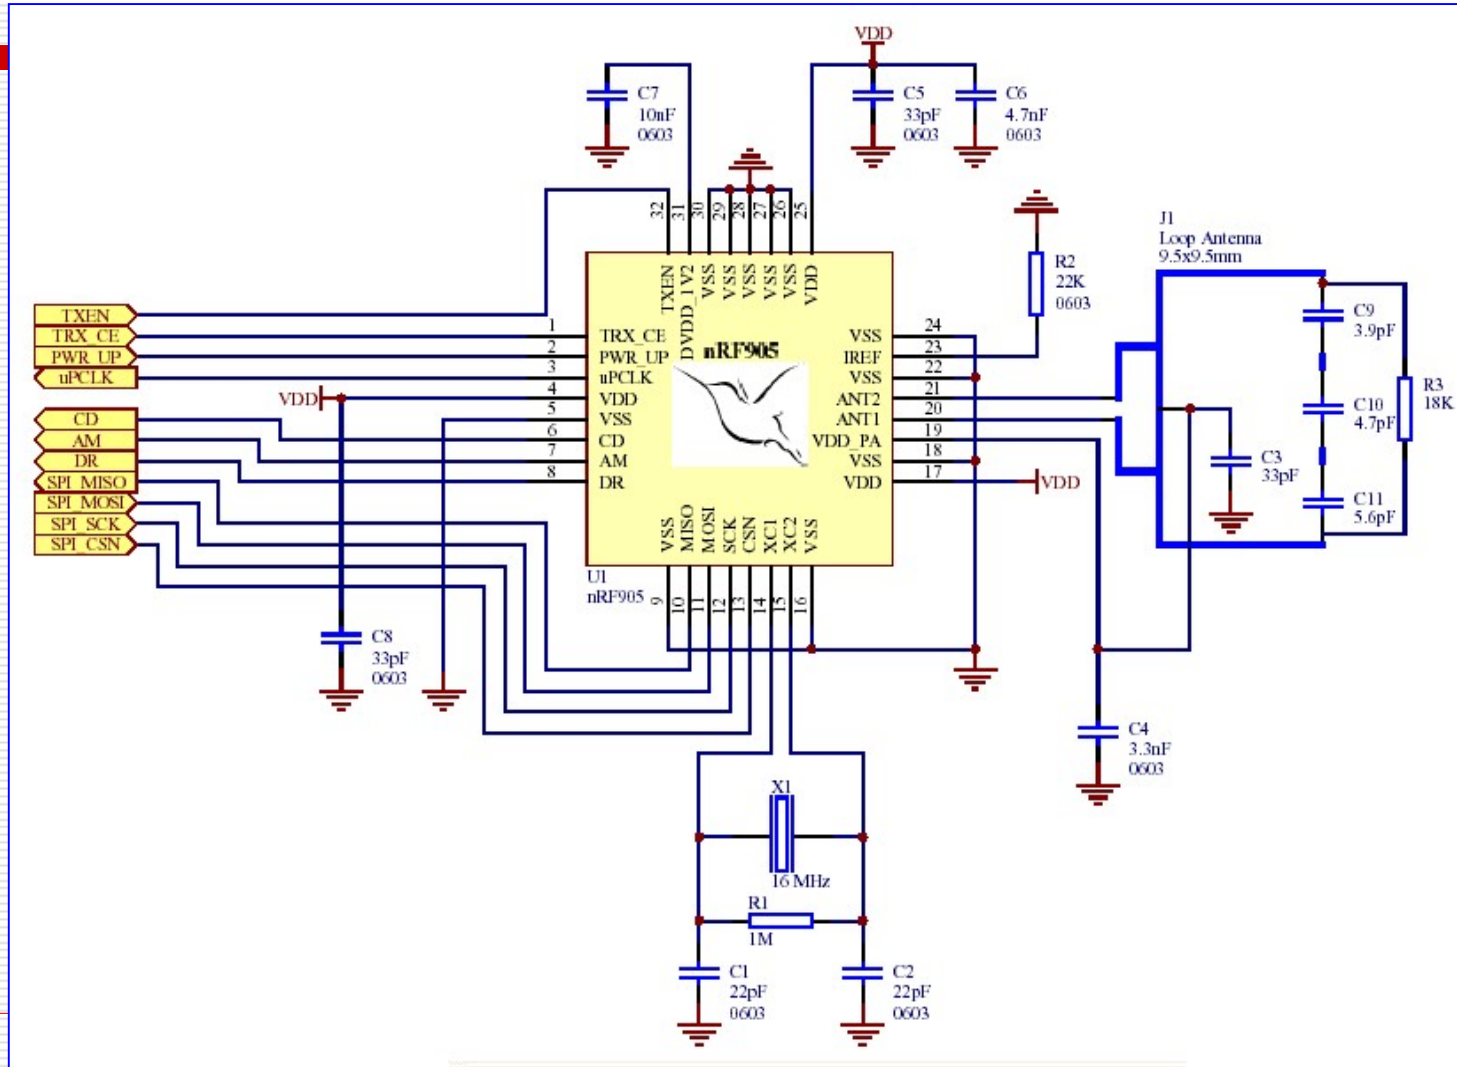 VDD
C7
10nF
0603
C5
33pF
0603
C6
4.7nF
0603
32
31
30
29
28
27
26
25
TXEN
DVDD_1V2
VSS
VSS
VSS
VSS
VSS
VDD
R2
22K
0603
J1
Loop Antenna
9.5x9.5mm
C9
3.9pF
C10
4.7pF
C11
5.6pF
R3
18K
C3
33pF
TXEN
TRX_CE
PWR_UP
uPCLK
CD
AM
DR
SPI_MISO
SPI_MOSI
SPI_SCK
SPI_CSN
VDD
1
2
3
4
5
6
7
8
TRX_CE
PWR_UP
uPCLK
VDD
VSS
CD
AM
DR
nRF905
VSS
IREF
VSS
ANT2
ANT1
VDD_PA
VSS
VDD
24
23
22
21
20
19
18
17
VDD
VSS
MISO
MOSI
SCK
CSN
XC1
XC2
VSS
U1
nRF905
9
10
11
12
13
14
15
16
C8
33pF
0603
C4
3.3nF
0603
X1
16 MHz
R1
1M
C1
22pF
0603
C2
22pF
0603